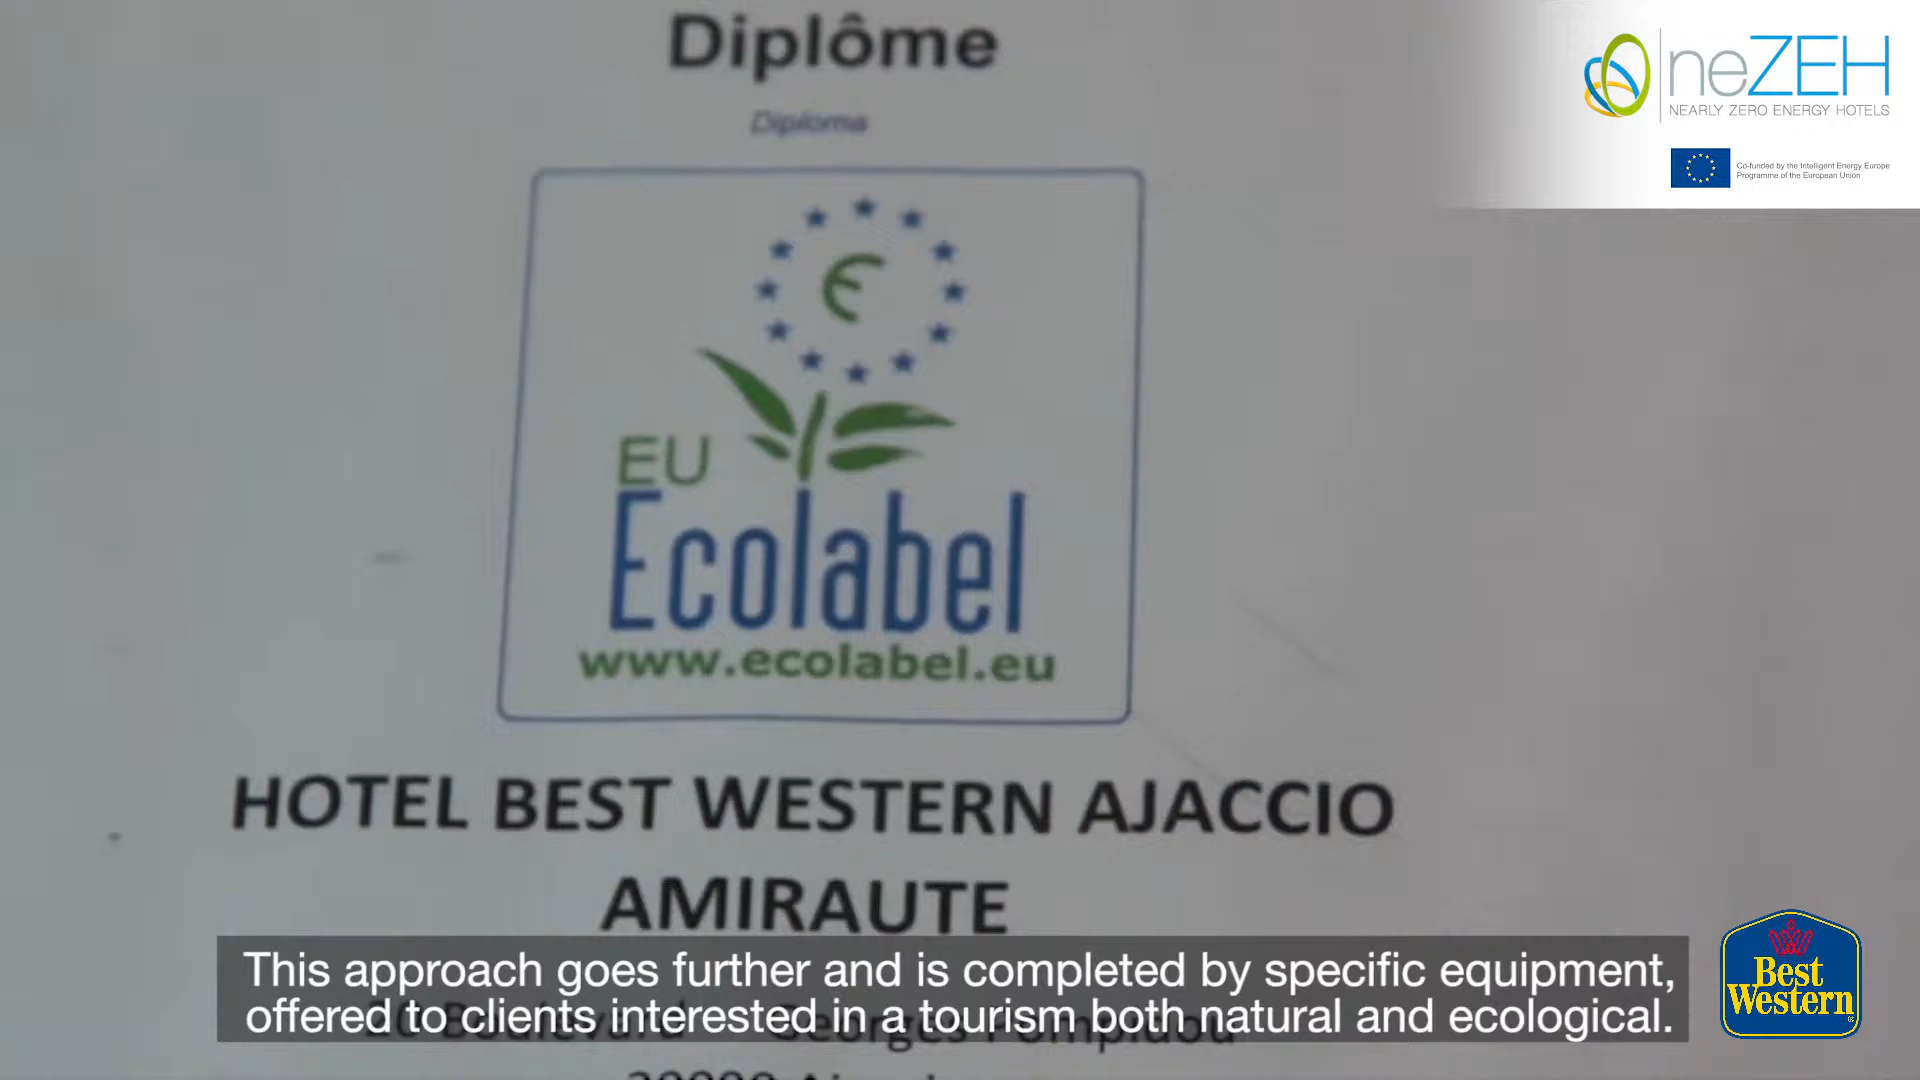 Diplôme
Diploma
neZEH
NEARLY ZERO ENERGY HOTELS
Co-funded by the Intelligent Energy Europe
Programme of the European Union
EU
Ecolabel
www.ecolabel.eu
HOTEL BEST WESTERN AJACCIO
AMIRAUTE
This approach goes further and is completed by specific equipment,
offered to clients interested in a tourism both natural and ecological.
Georges Pompidou
Best
Western